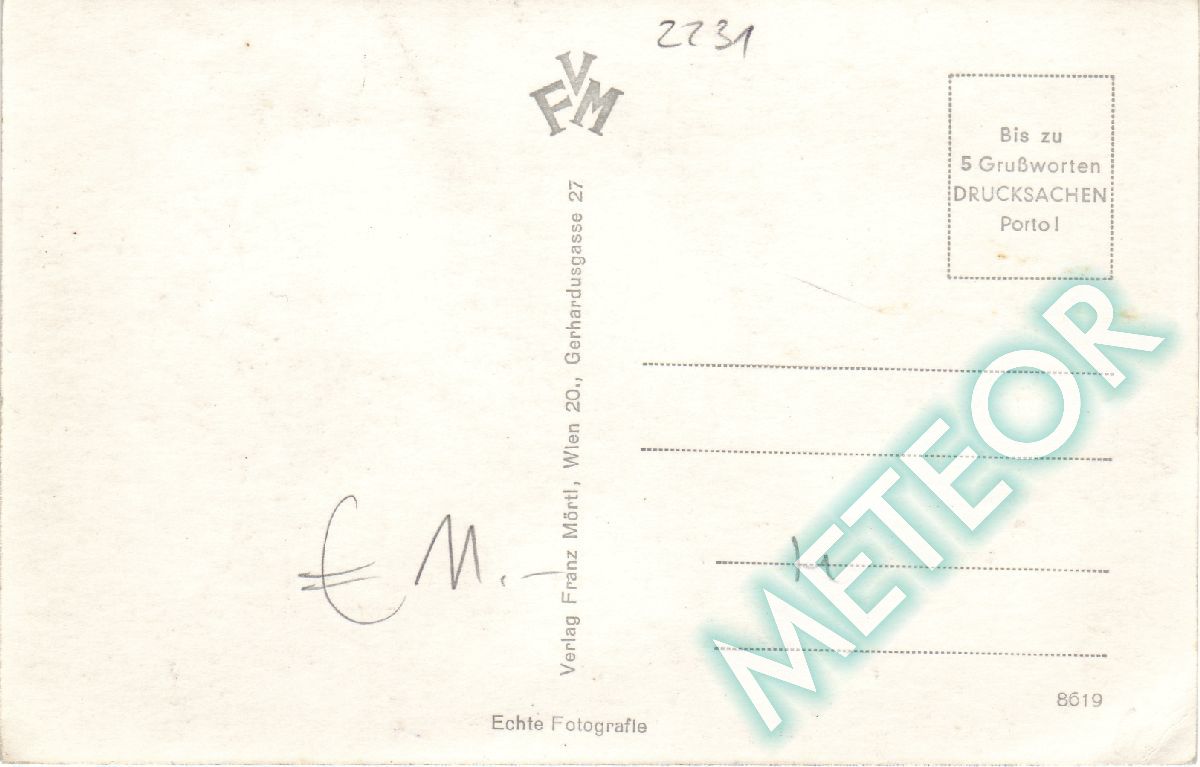 2231
FVM
Bis zu
5 Grußworten
DRUCKSACHEN
Porto!
Verlag Franz Mörtl, Wien 20., Gerhardusgasse 27
€ 11.–
METEOR
8619
Echte Fotografie